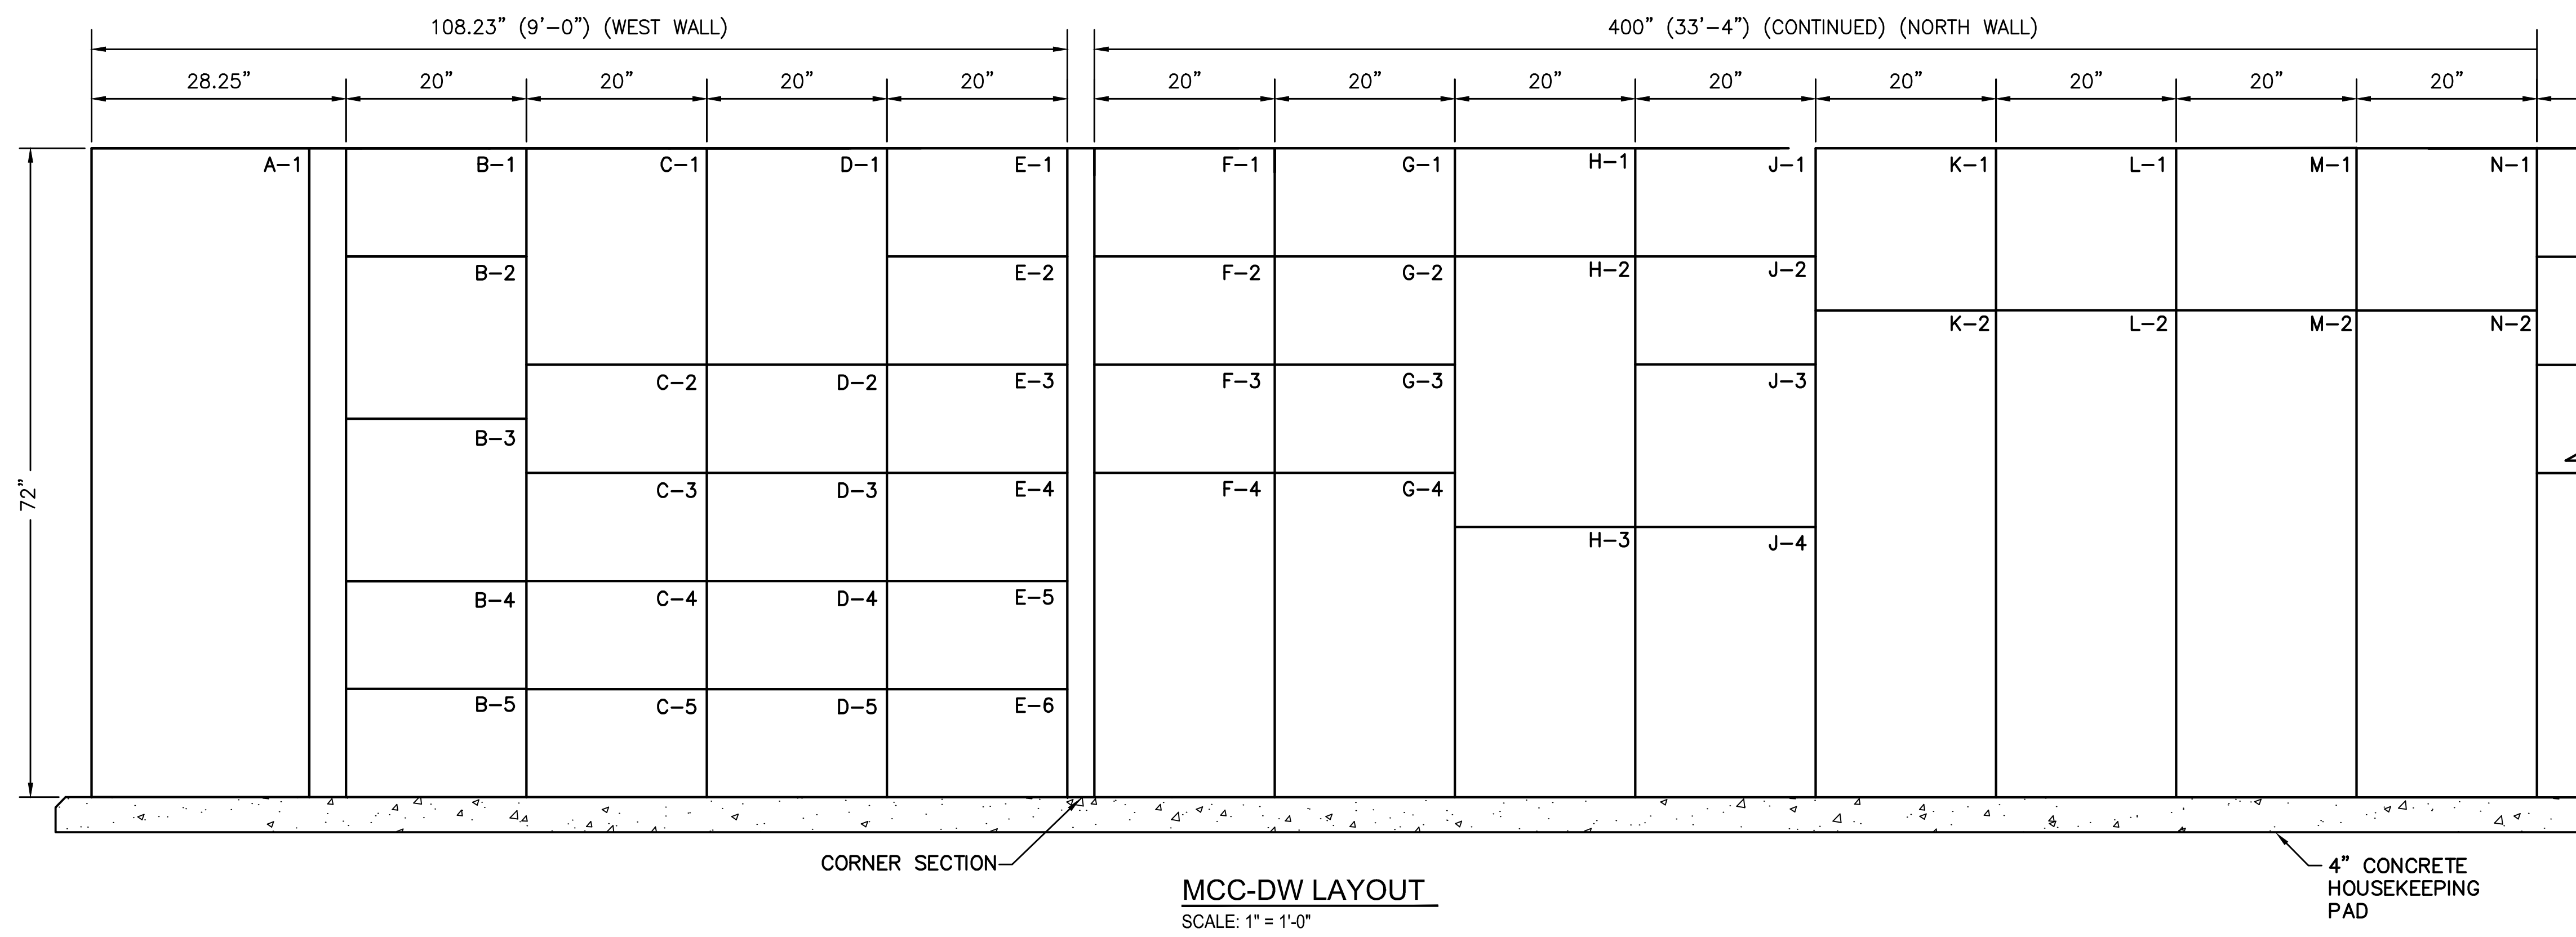 108.23” (9’-0”) (WEST WALL)
400” (33’-4”) (CONTINUED) (NORTH WALL)
28.25” 20” 20” 20” 20” 20” 20” 20” 20” 20” 20” 20” 20”
A-1 B-1 C-1 D-1 E-1 F-1 G-1 H-1 J-1 K-1 L-1 M-1 N-1
B-2 E-2 F-2 G-2 H-2 J-2
K-2 L-2 M-2 N-2
C-2 D-2 E-3 F-3 G-3 J-3
B-3
72”
C-3 D-3 E-4 F-4 G-4
H-3 J-4
B-4 C-4 D-4 E-5
B-5 C-5 D-5 E-6
CORNER SECTION
4” CONCRETE
HOUSEKEEPING
PAD
MCC-DW LAYOUT
SCALE: 1" = 1'-0"